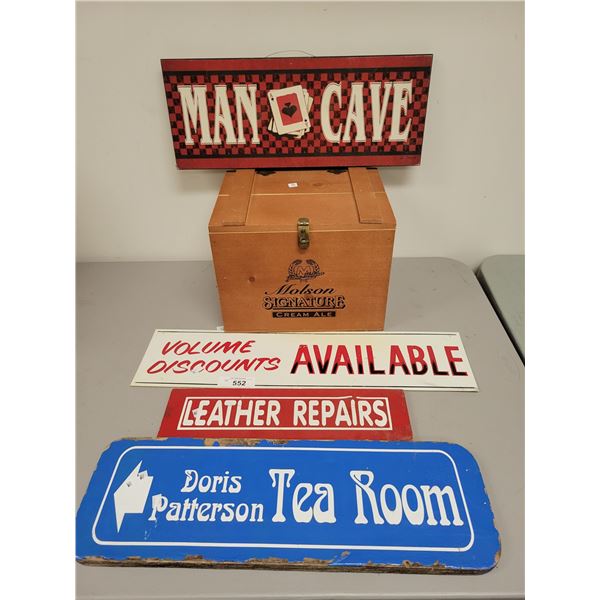 MAN CAVE
Molson
SIGNATURE
CREAM ALE
VOLUME
DISCOUNTS AVAILABLE
552
LEATHER REPAIRS
Doris
Patterson Tea Room